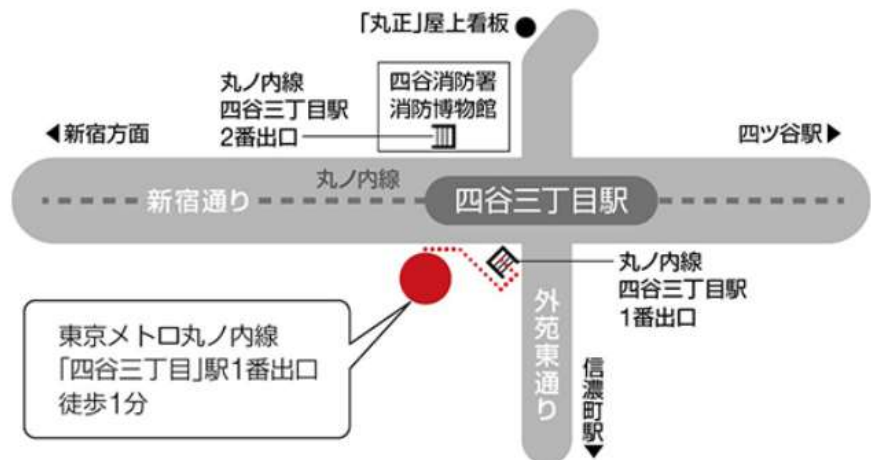 「丸正」屋上看板
丸ノ内線
四谷三丁目駅
2番出口
四谷消防署
消防博物館
◀新宿方面
四ツ谷駅▶
丸ノ内線
新宿通り
四谷三丁目駅
丸ノ内線
四谷三丁目駅
1番出口
外苑東通り
信濃町駅▼
東京メトロ丸ノ内線
「四谷三丁目」駅1番出口
徒歩1分